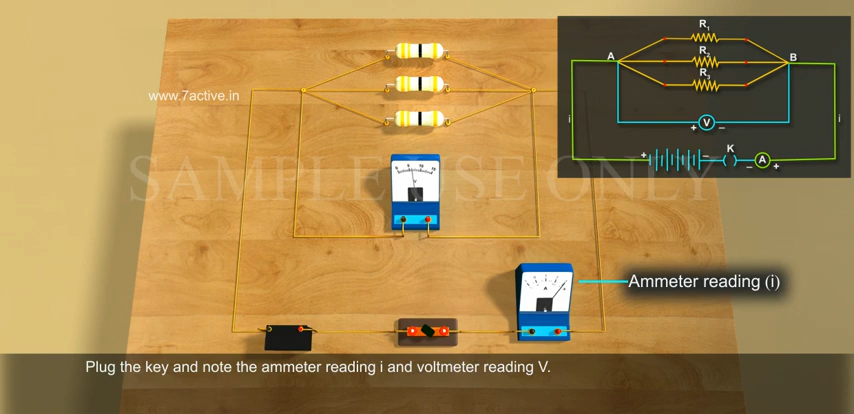 R1
A
R2
B
R3
www.7active.in
i
i
+ V –
SAMPLE USE ONLY
+ – K – A +
V
Ammeter reading (i)
A
Plug the key and note the ammeter reading i and voltmeter reading V.